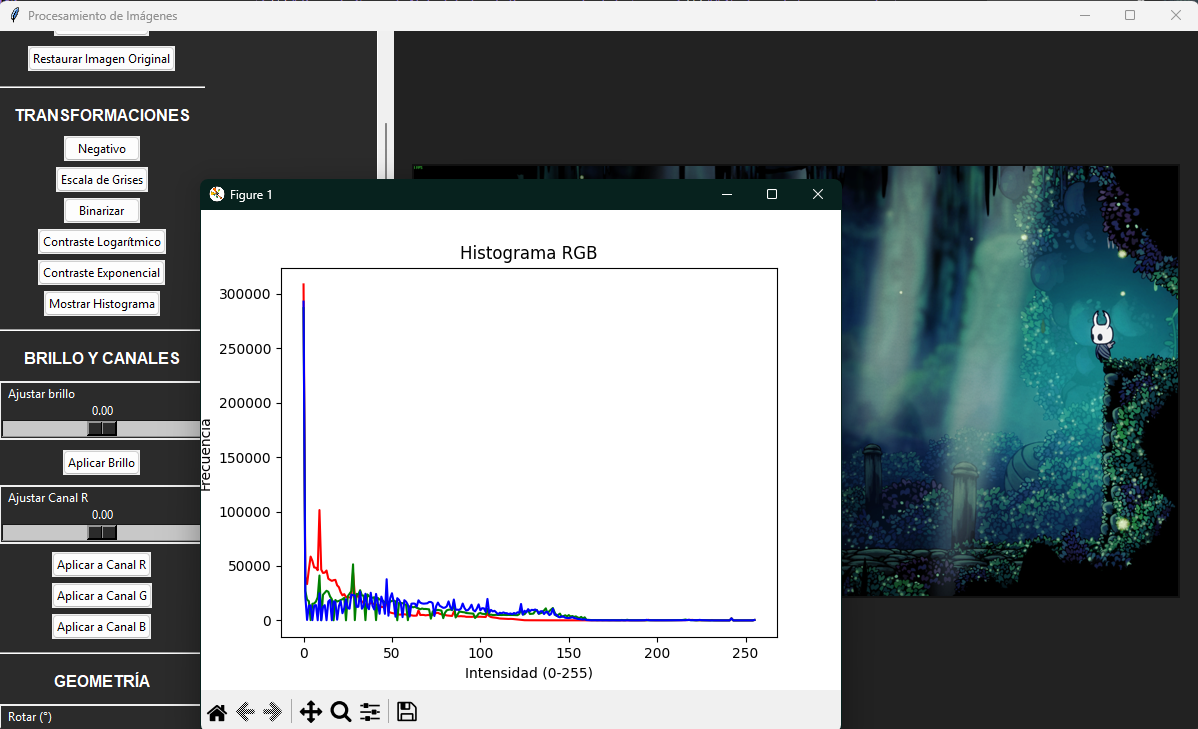 Procesamiento de Imágenes
Restaurar Imagen Original
TRANSFORMACIONES
Negativo
Escala de Grises
Binarizar
Contraste Logarítmico
Contraste Exponencial
Mostrar Histograma
BRILLO Y CANALES
Ajustar brillo
0.00
Aplicar Brillo
Ajustar Canal R
0.00
Aplicar a Canal R
Aplicar a Canal G
Aplicar a Canal B
GEOMETRÍA
Rotar (°)
Figure 1
Histograma RGB
300000
250000
200000
150000
100000
50000
0
Frecuencia
0 50 100 150 200 250
Intensidad (0-255)